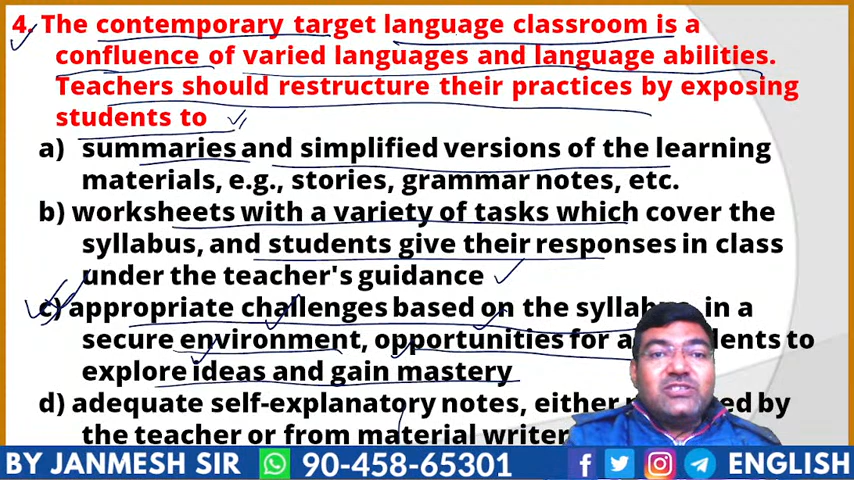 4. The contemporary target language classroom is a
confluence of varied languages and language abilities.
Teachers should restructure their practices by exposing
students to
a) summaries and simplified versions of the learning
materials, e.g., stories, grammar notes, etc.
b) worksheets with a variety of tasks which cover the
syllabus, and students give their responses in class
under the teacher's guidance
c) appropriate challenges based on the in a
secure environment, opportunities for to
explore ideas and gain mastery
d) adequate self-explanatory notes, either by
the teacher or from material
BY JANMESH SIR 90-458-65301 ENGLISH